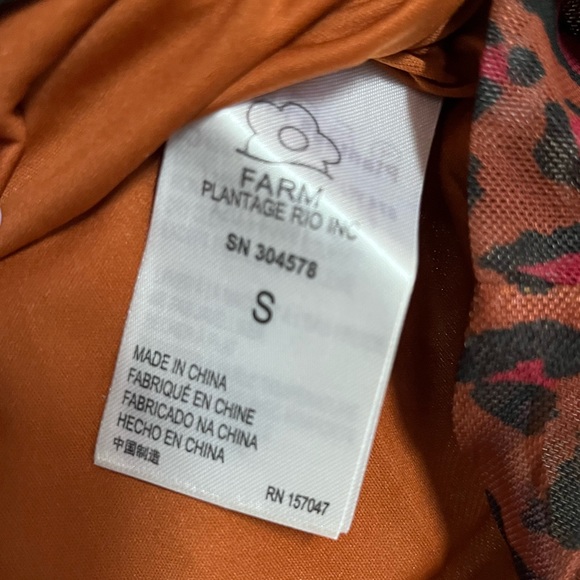 FARM
PLANTAGE RIO INC
SN 304578
S
MADE IN CHINA
FABRIQUÉ EN CHINE
FABRICADO NA CHINA
HECHO EN CHINA
中国制造
RN 157047